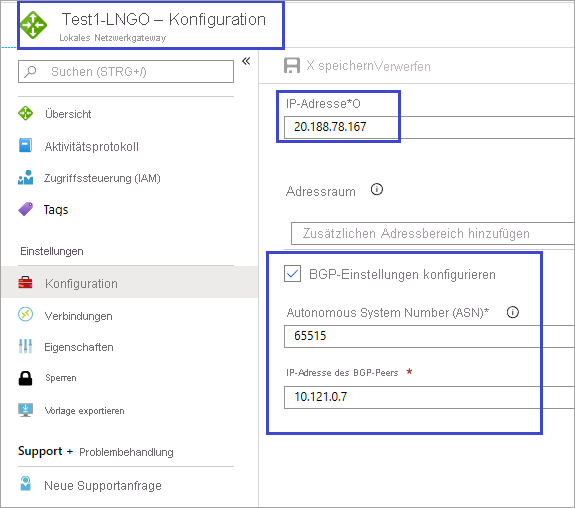 Test1-LNGO – Konfiguration
Lokales Netzwerkgateway
Suchen (STRG+/)
«
Übersicht
Aktivitätsprotokoll
Zugriffssteuerung (IAM)
Tags
Einstellungen
Konfiguration
Verbindungen
Eigenschaften
Sperren
Vorlage exportieren
Support + Problembehandlung
Neue Supportanfrage
X speichernVerwerfen
IP-Adresse*O
20.188.78.167
Adressraum
Zusätzlichen Adressbereich hinzufügen
BGP-Einstellungen konfigurieren
Autonomous System Number (ASN)*
65515
IP-Adresse des BGP-Peers *
10.121.0.7